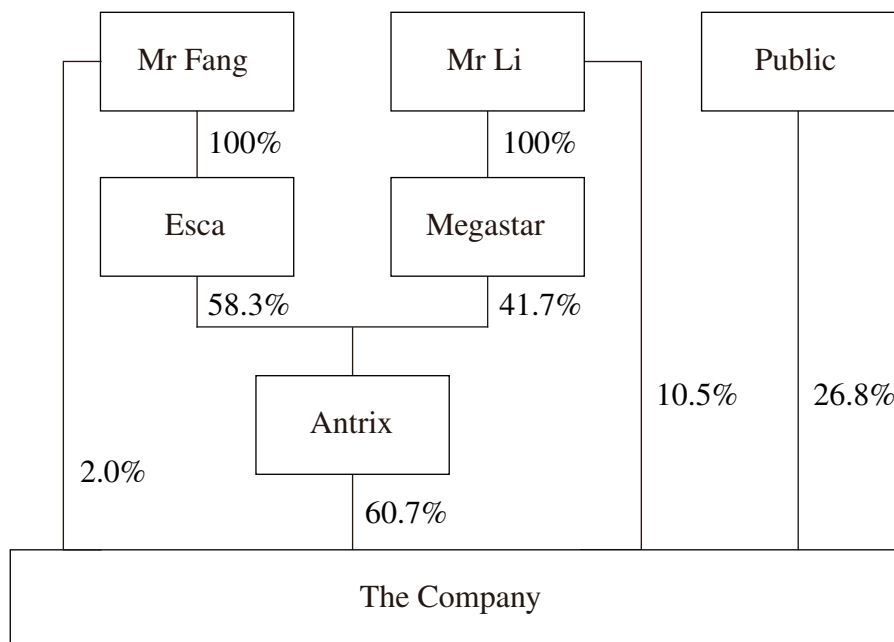 Mr Fang
Mr Li
Public
100%
100%
Esca
Megastar
58.3%
41.7%
10.5%
26.8%
Antrix
2.0%
60.7%
The Company